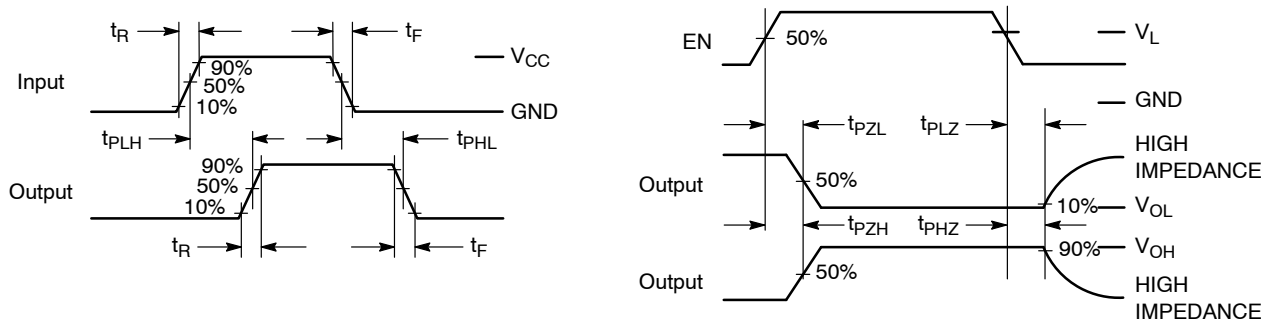 tR
tF
VCC
Input
90%
50%
10%
GND
tPLH
tPHL
Output
90%
50%
10%
tR
tF
EN
50%
VL
GND
tPZL
tPLZ
HIGH
IMPEDANCE
Output
50%
10%
VOL
tPZH
tPHZ
VOH
90%
Output
50%
HIGH
IMPEDANCE